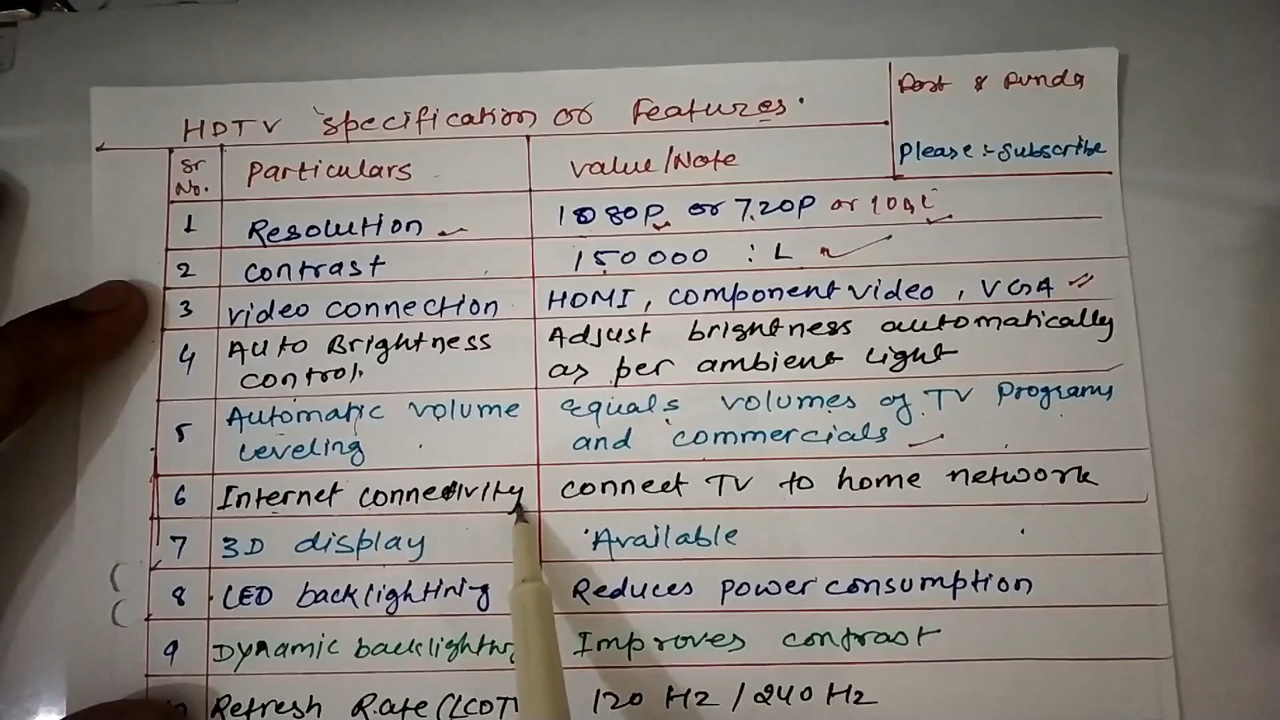 HDTV specification or Features.
Post & Funda
Please :- subscribe
Sr No. Particulars value/Note
1 Resolution 1080P or 720P or 1080i
2 contrast 150000 : 1
3 video connection HDMI, component video, VGA
4 Auto Brightness control. Adjust brightness automatically
as per ambient light
5 Automatic volume leveling Equals volumes of TV Programs
and commercials
6 Internet connectivity connect TV to home network
7 3D display Available
8 LED backlighting Reduces power consumption
9 Dynamic backlighting Improves contrast
Refresh Rate (LCDT 120 Hz / 240 Hz